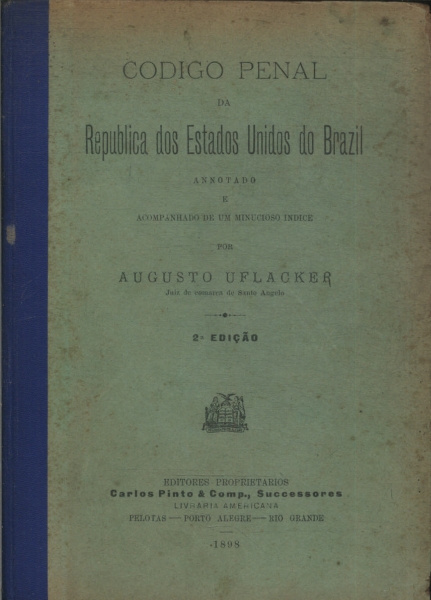 CODIGO PENAL
DA
Republica dos Estados Unidos do Brazil
ANNOTADO
E
ACOMPANHADO DE UM MINUCIOSO INDICE
POR
AUGUSTO UFLACKER
Juiz de comarca de Santo Angelo
2ª EDIÇÃO
EDITORES PROPRIETARIOS
Carlos Pinto & Comp., Successores
LIVRARIA AMERICANA
PELOTAS — PORTO ALEGRE — RIO GRANDE
1898